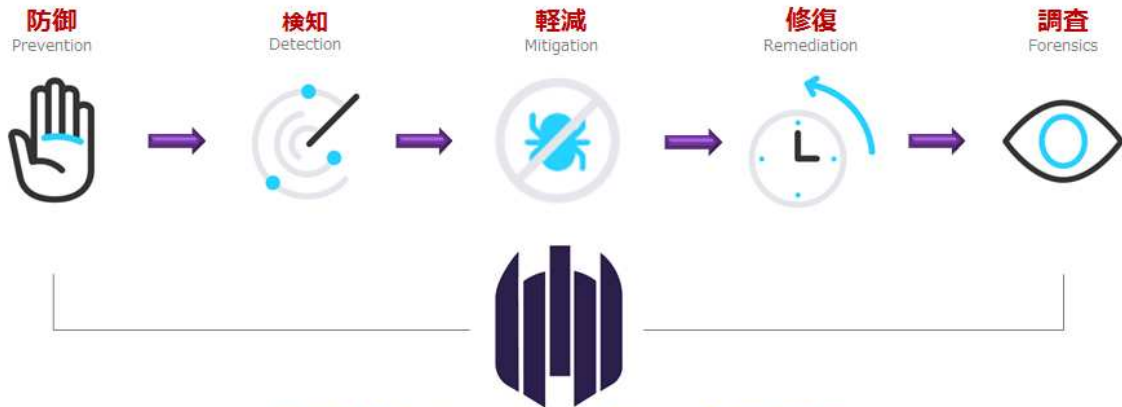 防御
Prevention
検知
Detection
軽減
Mitigation
修復
Remediation
調査
Forensics